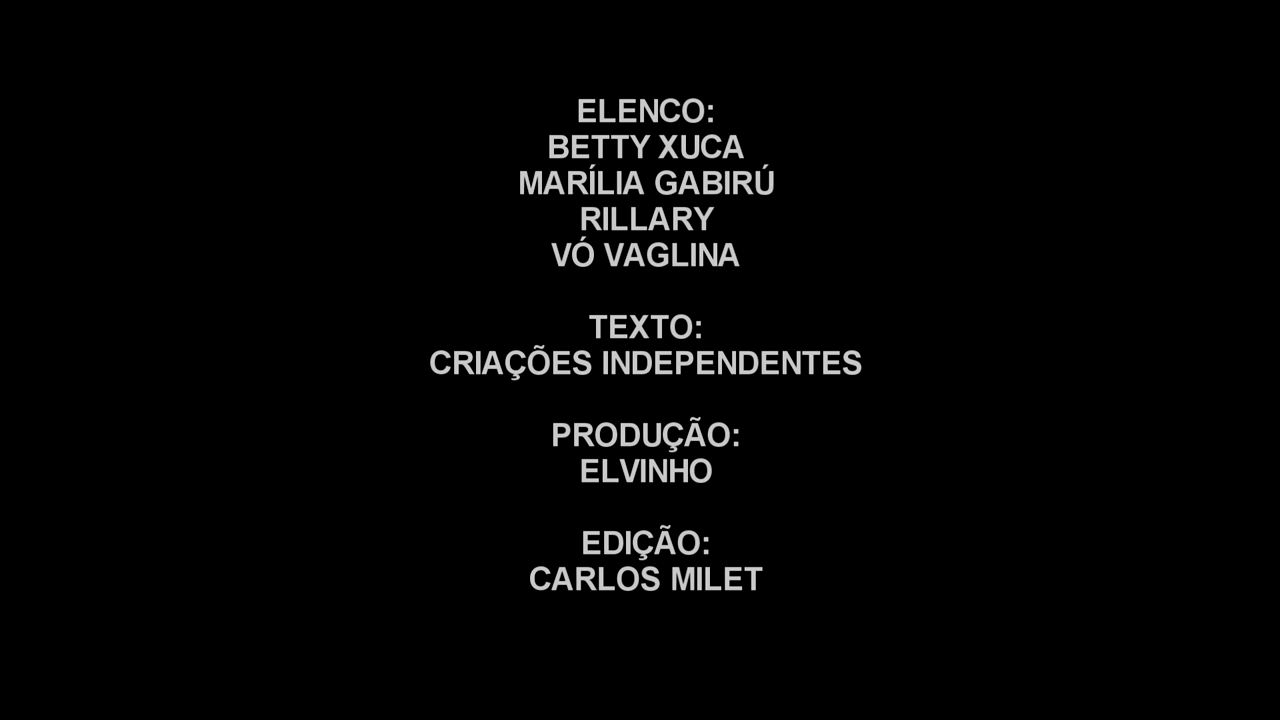 ELENCO:
BETTY XUCA
MARÍLIA GABIRÚ
RILLARY
VÓ VAGLINA
TEXTO:
CRIAÇÕES INDEPENDENTES
PRODUÇÃO:
ELVINHO
EDIÇÃO:
CARLOS MILET